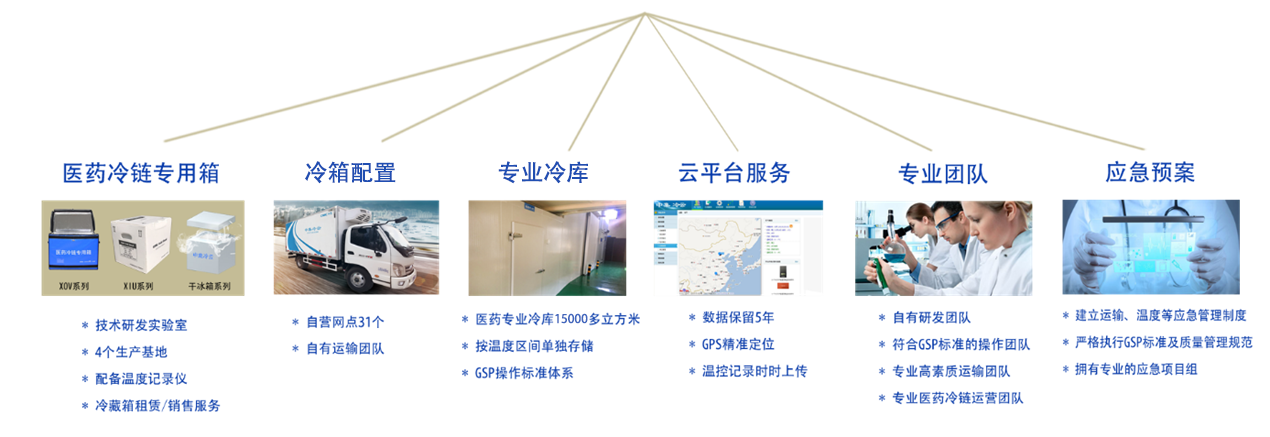 医药冷链专用箱
冷箱配置
专业冷库
云平台服务
专业团队
应急预案
医药冷链专用箱
XOV系列
XIU系列
干冰箱系列
* 技术研发实验室
* 4个生产基地
* 配备温度记录仪
* 冷藏箱租赁/销售服务
* 自营网点31个
* 自有运输团队
* 医药专业冷库15000多立方米
* 按温度区间单独存储
* GSP操作标准体系
* 数据保留5年
* GPS精准定位
* 温控记录时时上传
* 自有研发团队
* 符合GSP标准的操作团队
* 专业高素质运输团队
* 专业医药冷链运营团队
* 建立运输、温度等应急管理制度
* 严格执行GSP标准及质量管理规范
* 拥有专业的应急项目组